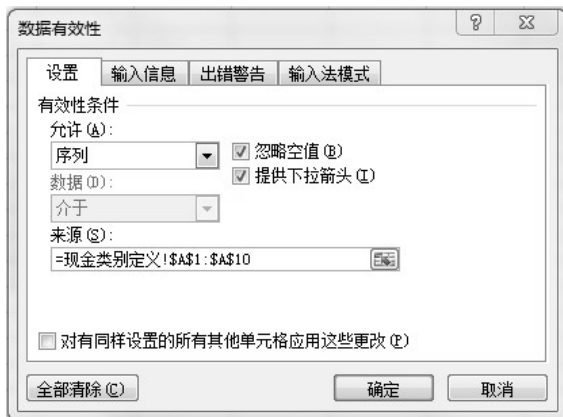 数据有效性
设置 输入信息 出错警告 输入法模式
有效性条件
允许(A):
序列
忽略空值(B)
数据(D):
提供下拉箭头(I)
介于
来源(S):
=现金类别定义!$A$1:$A$10
对有同样设置的所有其他单元格应用这些更改(P)
全部清除(C) 确定 取消